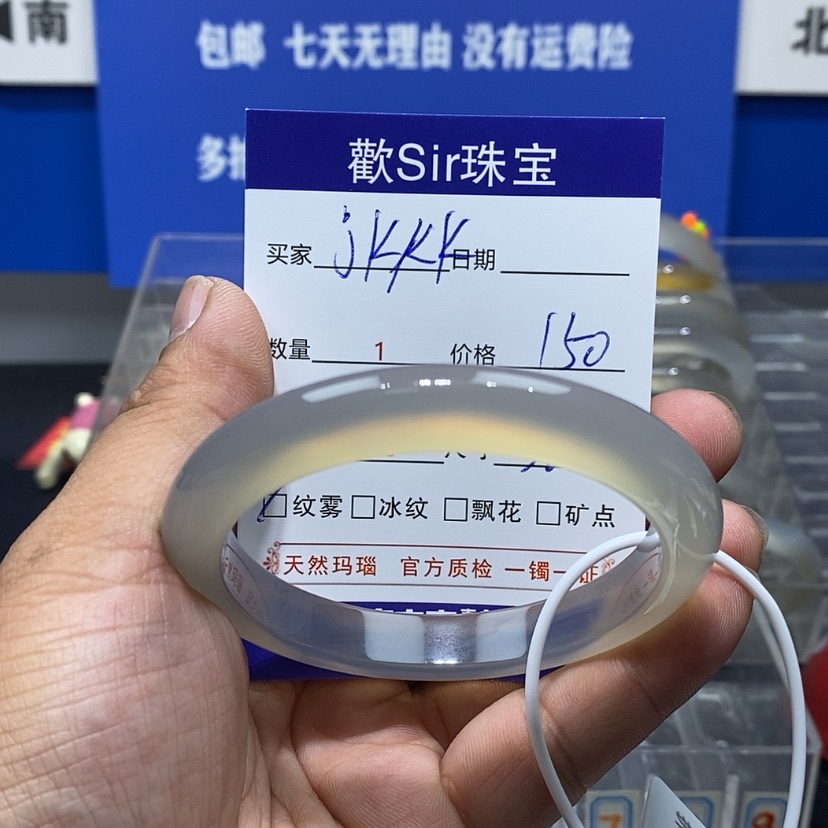 南
北
包邮 七天无理由 没有运费险
多
歡Sir珠宝
买家 jKKK 日期
数量 1 价格 150
纹雾 冰纹 飘花 矿点
天然玛瑙 官方质检 一镯一证